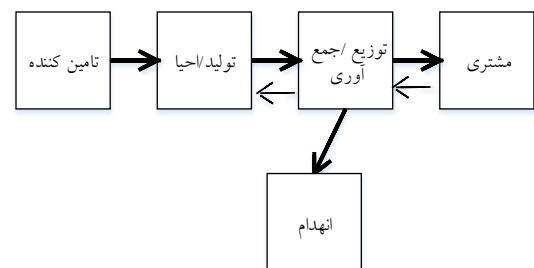 تامین کننده
تولید/احیا
توزیع /جمع
آوری
مشتری
انهدام